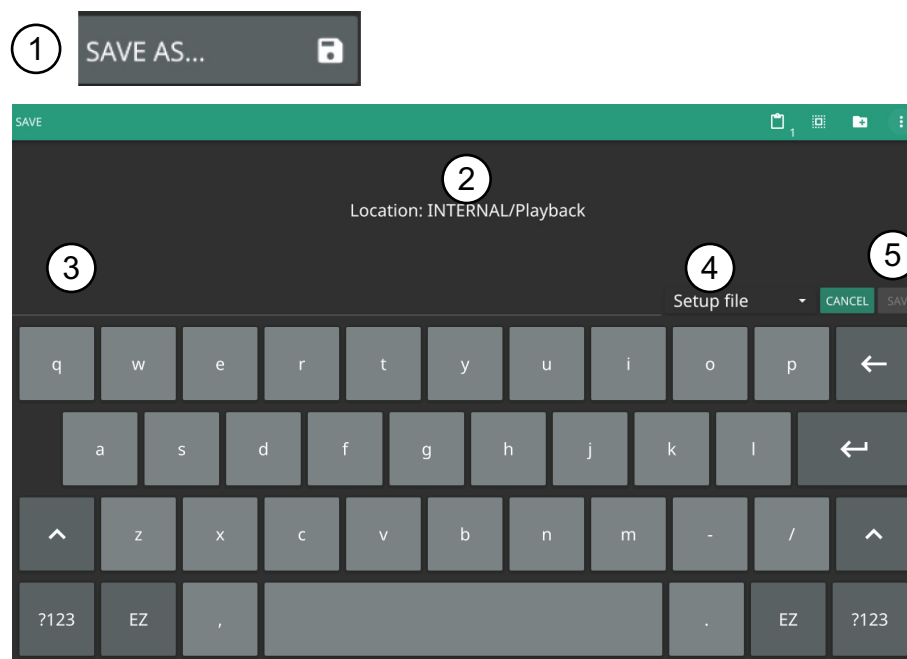 1
SAVE AS...
SAVE
1
2
Location: INTERNAL/Playback
3
4
5
Setup file
CANCEL
SAV
q w e r t y u i o p
a s d f g h j k l
z x c v b n m - /
?123 EZ , . EZ ?123